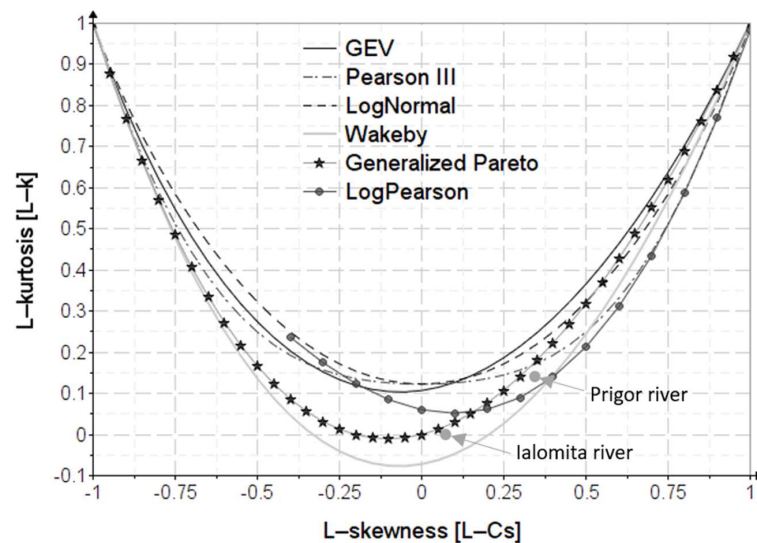 GEV
Pearson III
LogNormal
Wakeby
Generalized Pareto
LogPearson
L–kurtosis [L–k]
1
0.9
0.8
0.7
0.6
0.5
0.4
0.3
0.2
0.1
0
-0.1
Prigor river
Ialomita river
-1
-0.75
-0.5
-0.25
0
0.25
0.5
0.75
1
L–skewness [L–Cs]